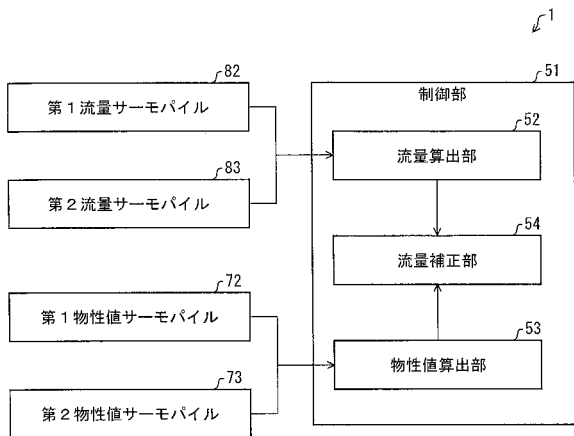 1
82
第1流量サーモパイル
83
第2流量サーモパイル
72
第1物性値サーモパイル
73
第2物性値サーモパイル
51
制御部
52
流量算出部
54
流量補正部
53
物性値算出部